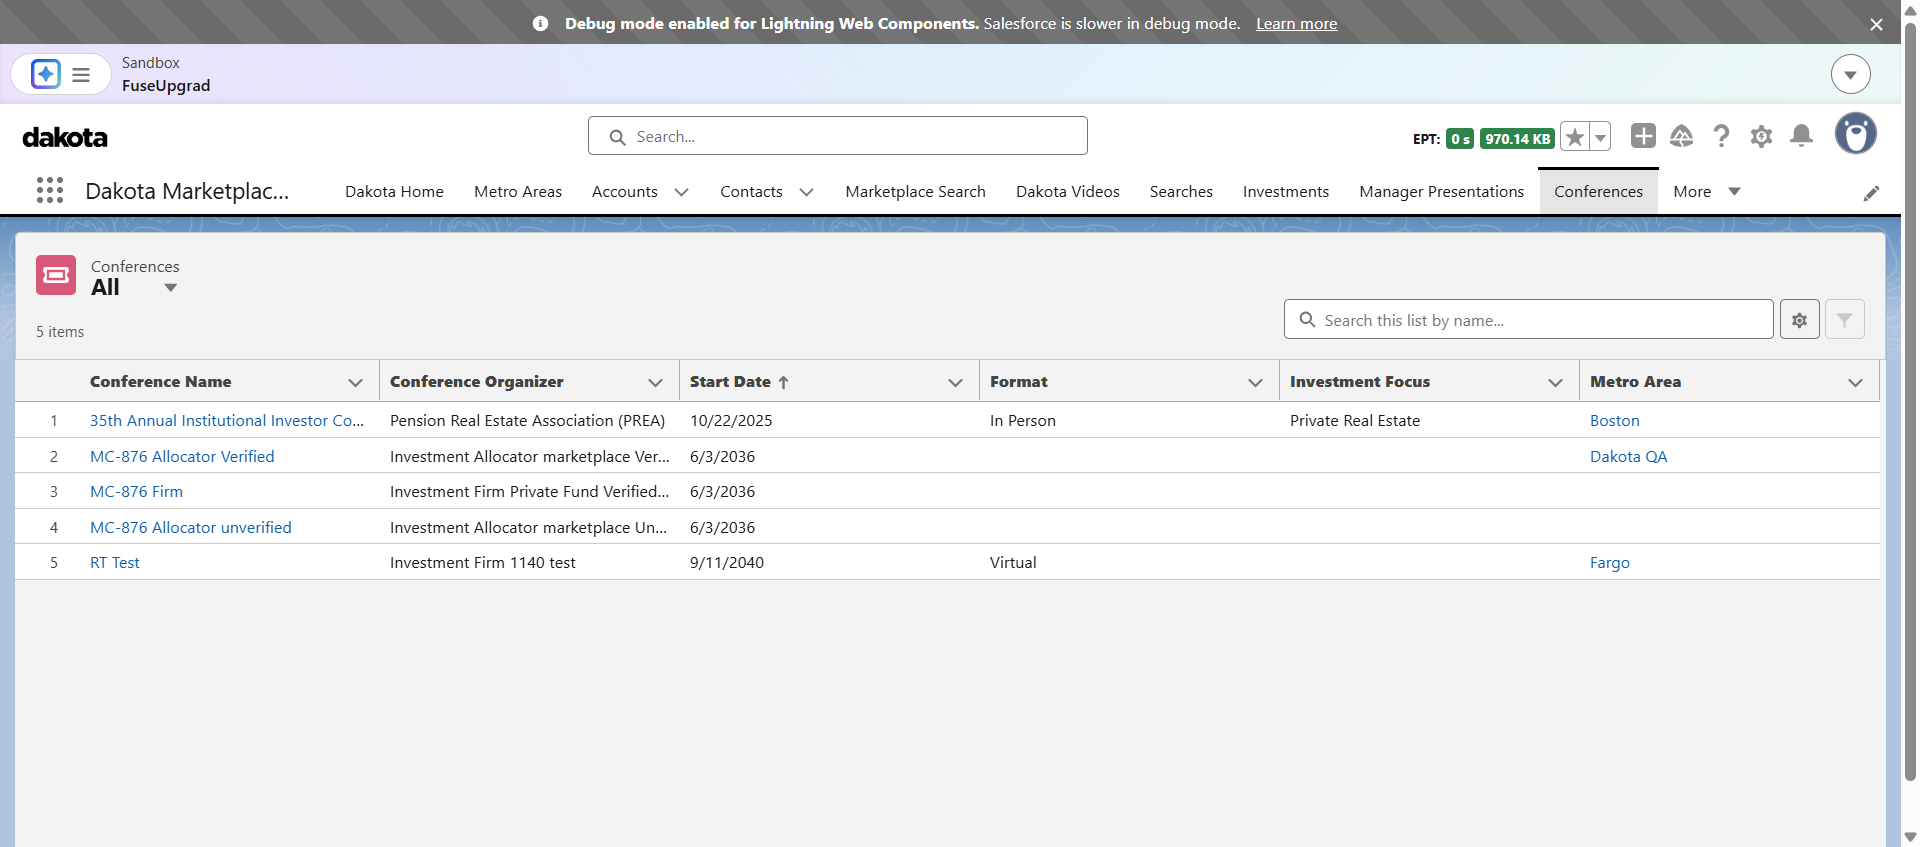 Debug mode enabled for Lightning Web Components. Salesforce is slower in debug mode. Learn more
Sandbox
FuseUpgrad
dakota
Search...
EPT: 0 s 970.14 KB
Dakota Marketplac...
Dakota Home Metro Areas Accounts Contacts Marketplace Search Dakota Videos Searches Investments Manager Presentations Conferences More
Conferences
All
5 items
Search this list by name...
Conference Name Conference Organizer Start Date Format Investment Focus Metro Area
1 35th Annual Institutional Investor Co... Pension Real Estate Association (PREA) 10/22/2025 In Person Private Real Estate Boston
2 MC-876 Allocator Verified Investment Allocator marketplace Ver... 6/3/2036 Dakota QA
3 MC-876 Firm Investment Firm Private Fund Verified... 6/3/2036
4 MC-876 Allocator unverified Investment Allocator marketplace Un... 6/3/2036
5 RT Test Investment Firm 1140 test 9/11/2040 Virtual Fargo